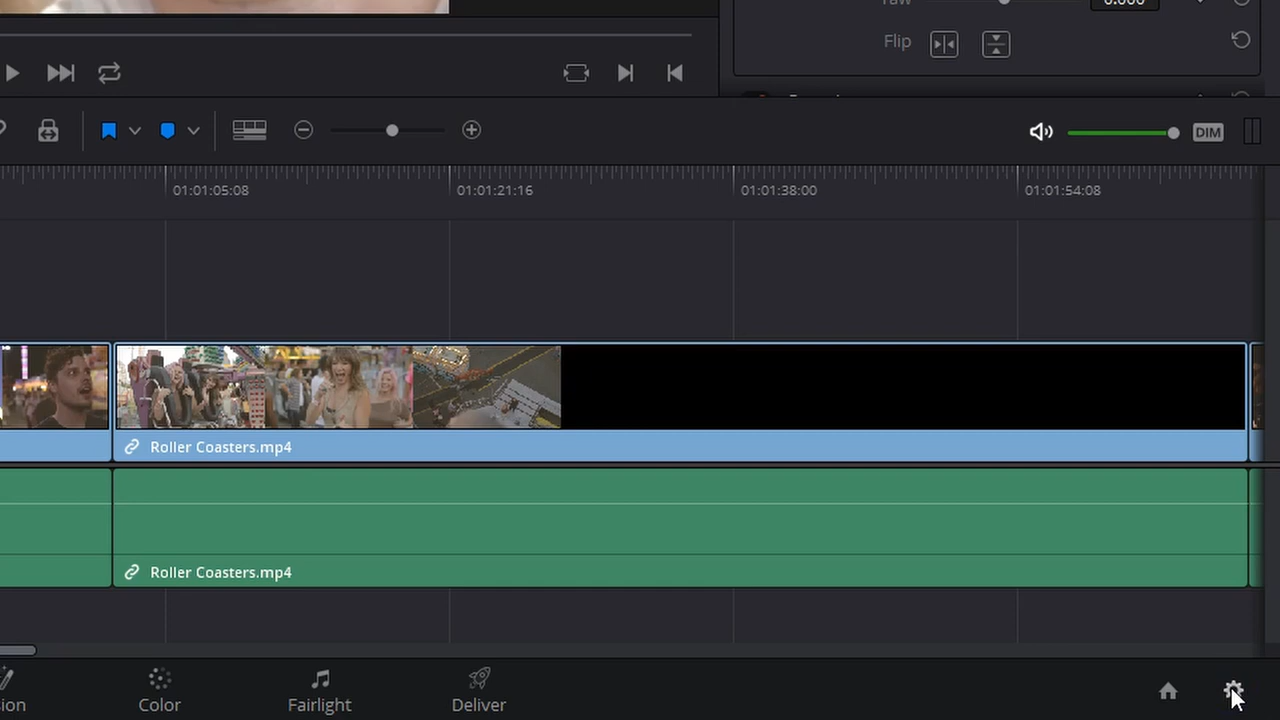 Flip
DIM
01:01:05:08
01:01:21:16
01:01:38:00
01:01:54:08
Roller Coasters.mp4
Roller Coasters.mp4
Color
Fairlight
Deliver